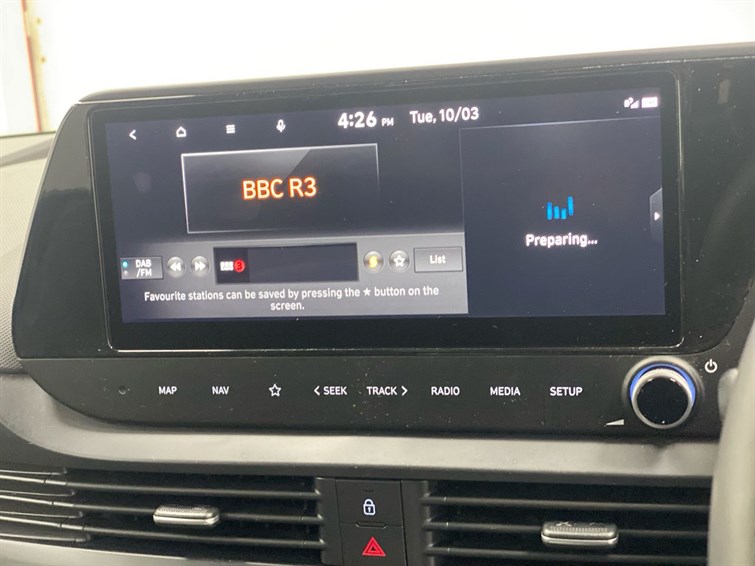 4:26 PM Tue, 10/03
BBC R3
Preparing...
DAB
/FM
3
List
Favourite stations can be saved by pressing the ★ button on the
screen.
MAP NAV SEEK TRACK RADIO MEDIA SETUP